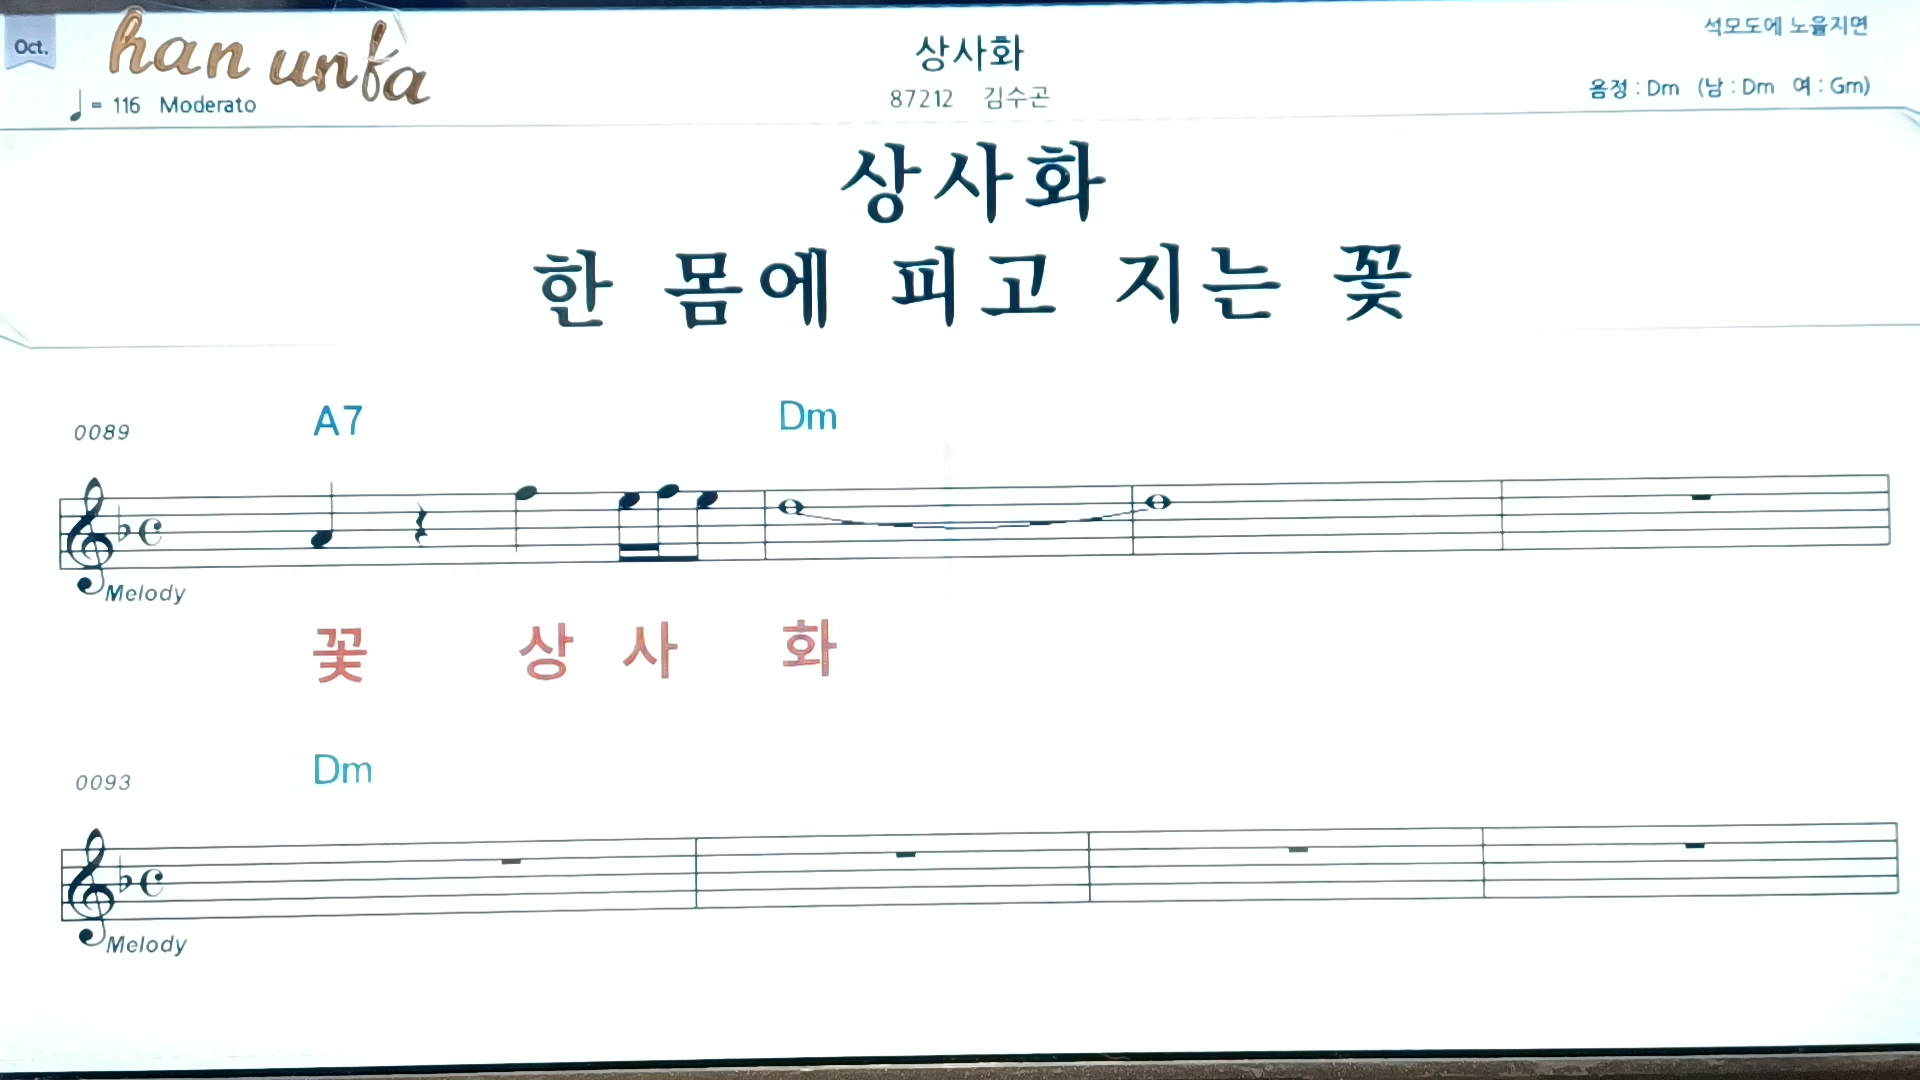 Oct.
han unfa
석모도에 노을지면
상사화
= 116 Moderato
87212 김수곤
음정 : Dm (남 : Dm 여 : Gm)
상사화
한 몸에 피고 지는 꽃
0089 A7 Dm
Melody
꽃 상 사 화
0093 Dm
Melody